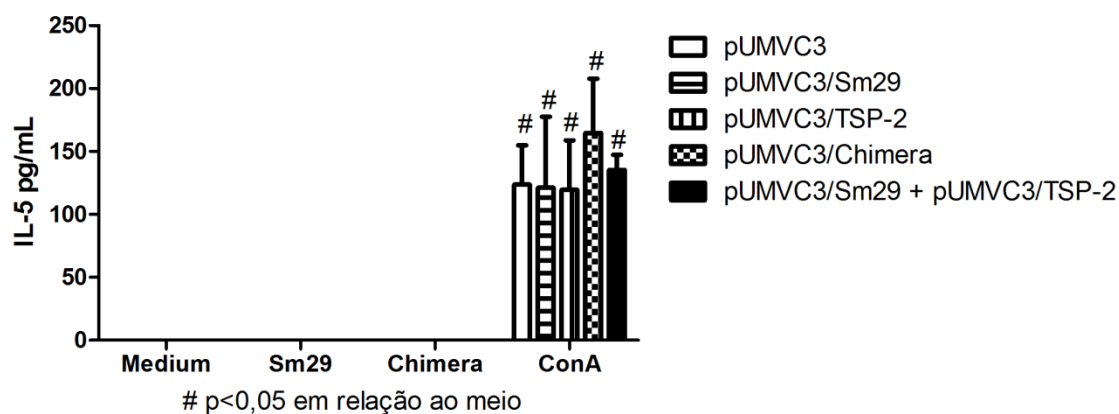 250
200
150
100
50
0
IL-5 pg/mL
# # # # #
Medium Sm29 Chimera ConA
# p<0,05 em relação ao meio
pUMVC3
pUMVC3/Sm29
pUMVC3/TSP-2
pUMVC3/Chimera
pUMVC3/Sm29 + pUMVC3/TSP-2